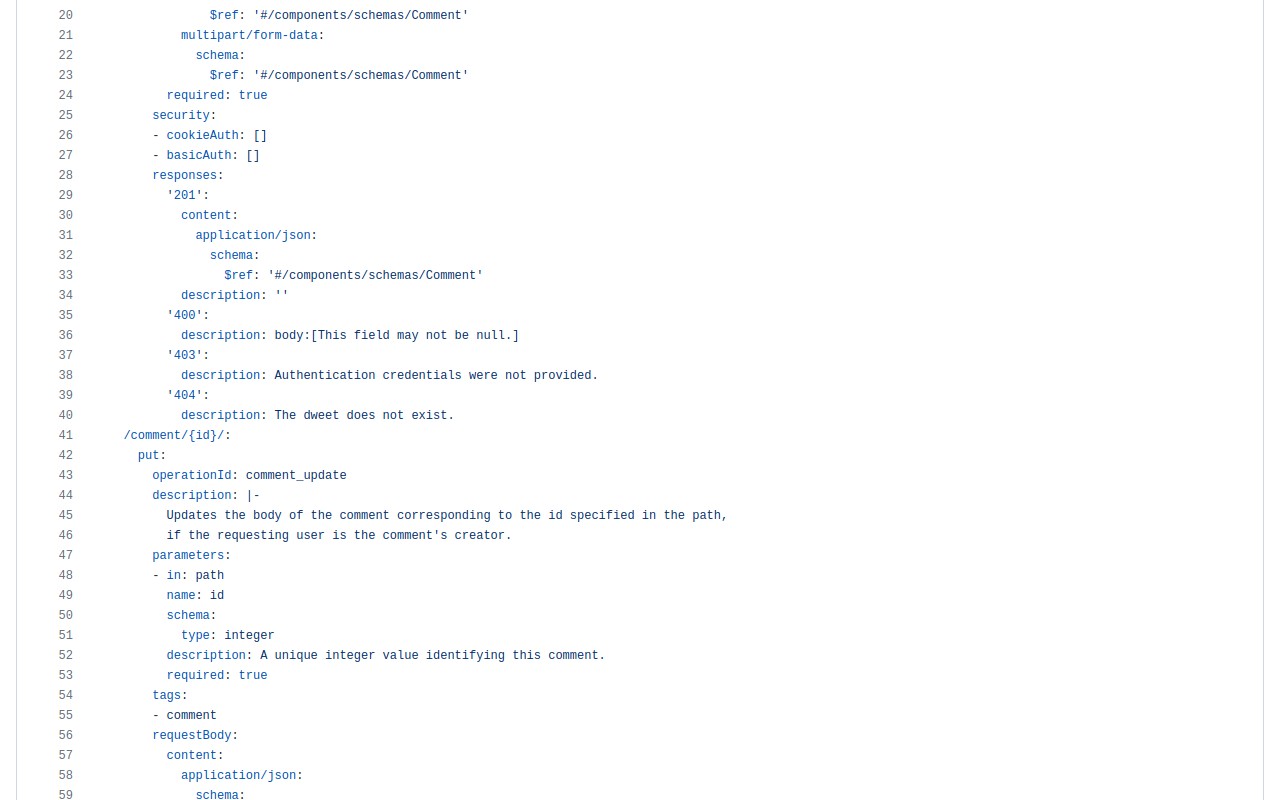 20                   $ref: '#/components/schemas/Comment'
21               multipart/form-data:
22                 schema:
23                   $ref: '#/components/schemas/Comment'
24             required: true
25           security:
26           - cookieAuth: []
27           - basicAuth: []
28           responses:
29             '201':
30               content:
31                 application/json:
32                   schema:
33                     $ref: '#/components/schemas/Comment'
34               description: ''
35             '400':
36               description: body:[This field may not be null.]
37             '403':
38               description: Authentication credentials were not provided.
39             '404':
40               description: The dweet does not exist.
41       /comment/{id}/:
42         put:
43           operationId: comment_update
44           description: |-
45             Updates the body of the comment corresponding to the id specified in the path,
46             if the requesting user is the comment's creator.
47           parameters:
48           - in: path
49             name: id
50             schema:
51               type: integer
52             description: A unique integer value identifying this comment.
53             required: true
54           tags:
55           - comment
56           requestBody:
57             content:
58               application/json:
59                 schema: